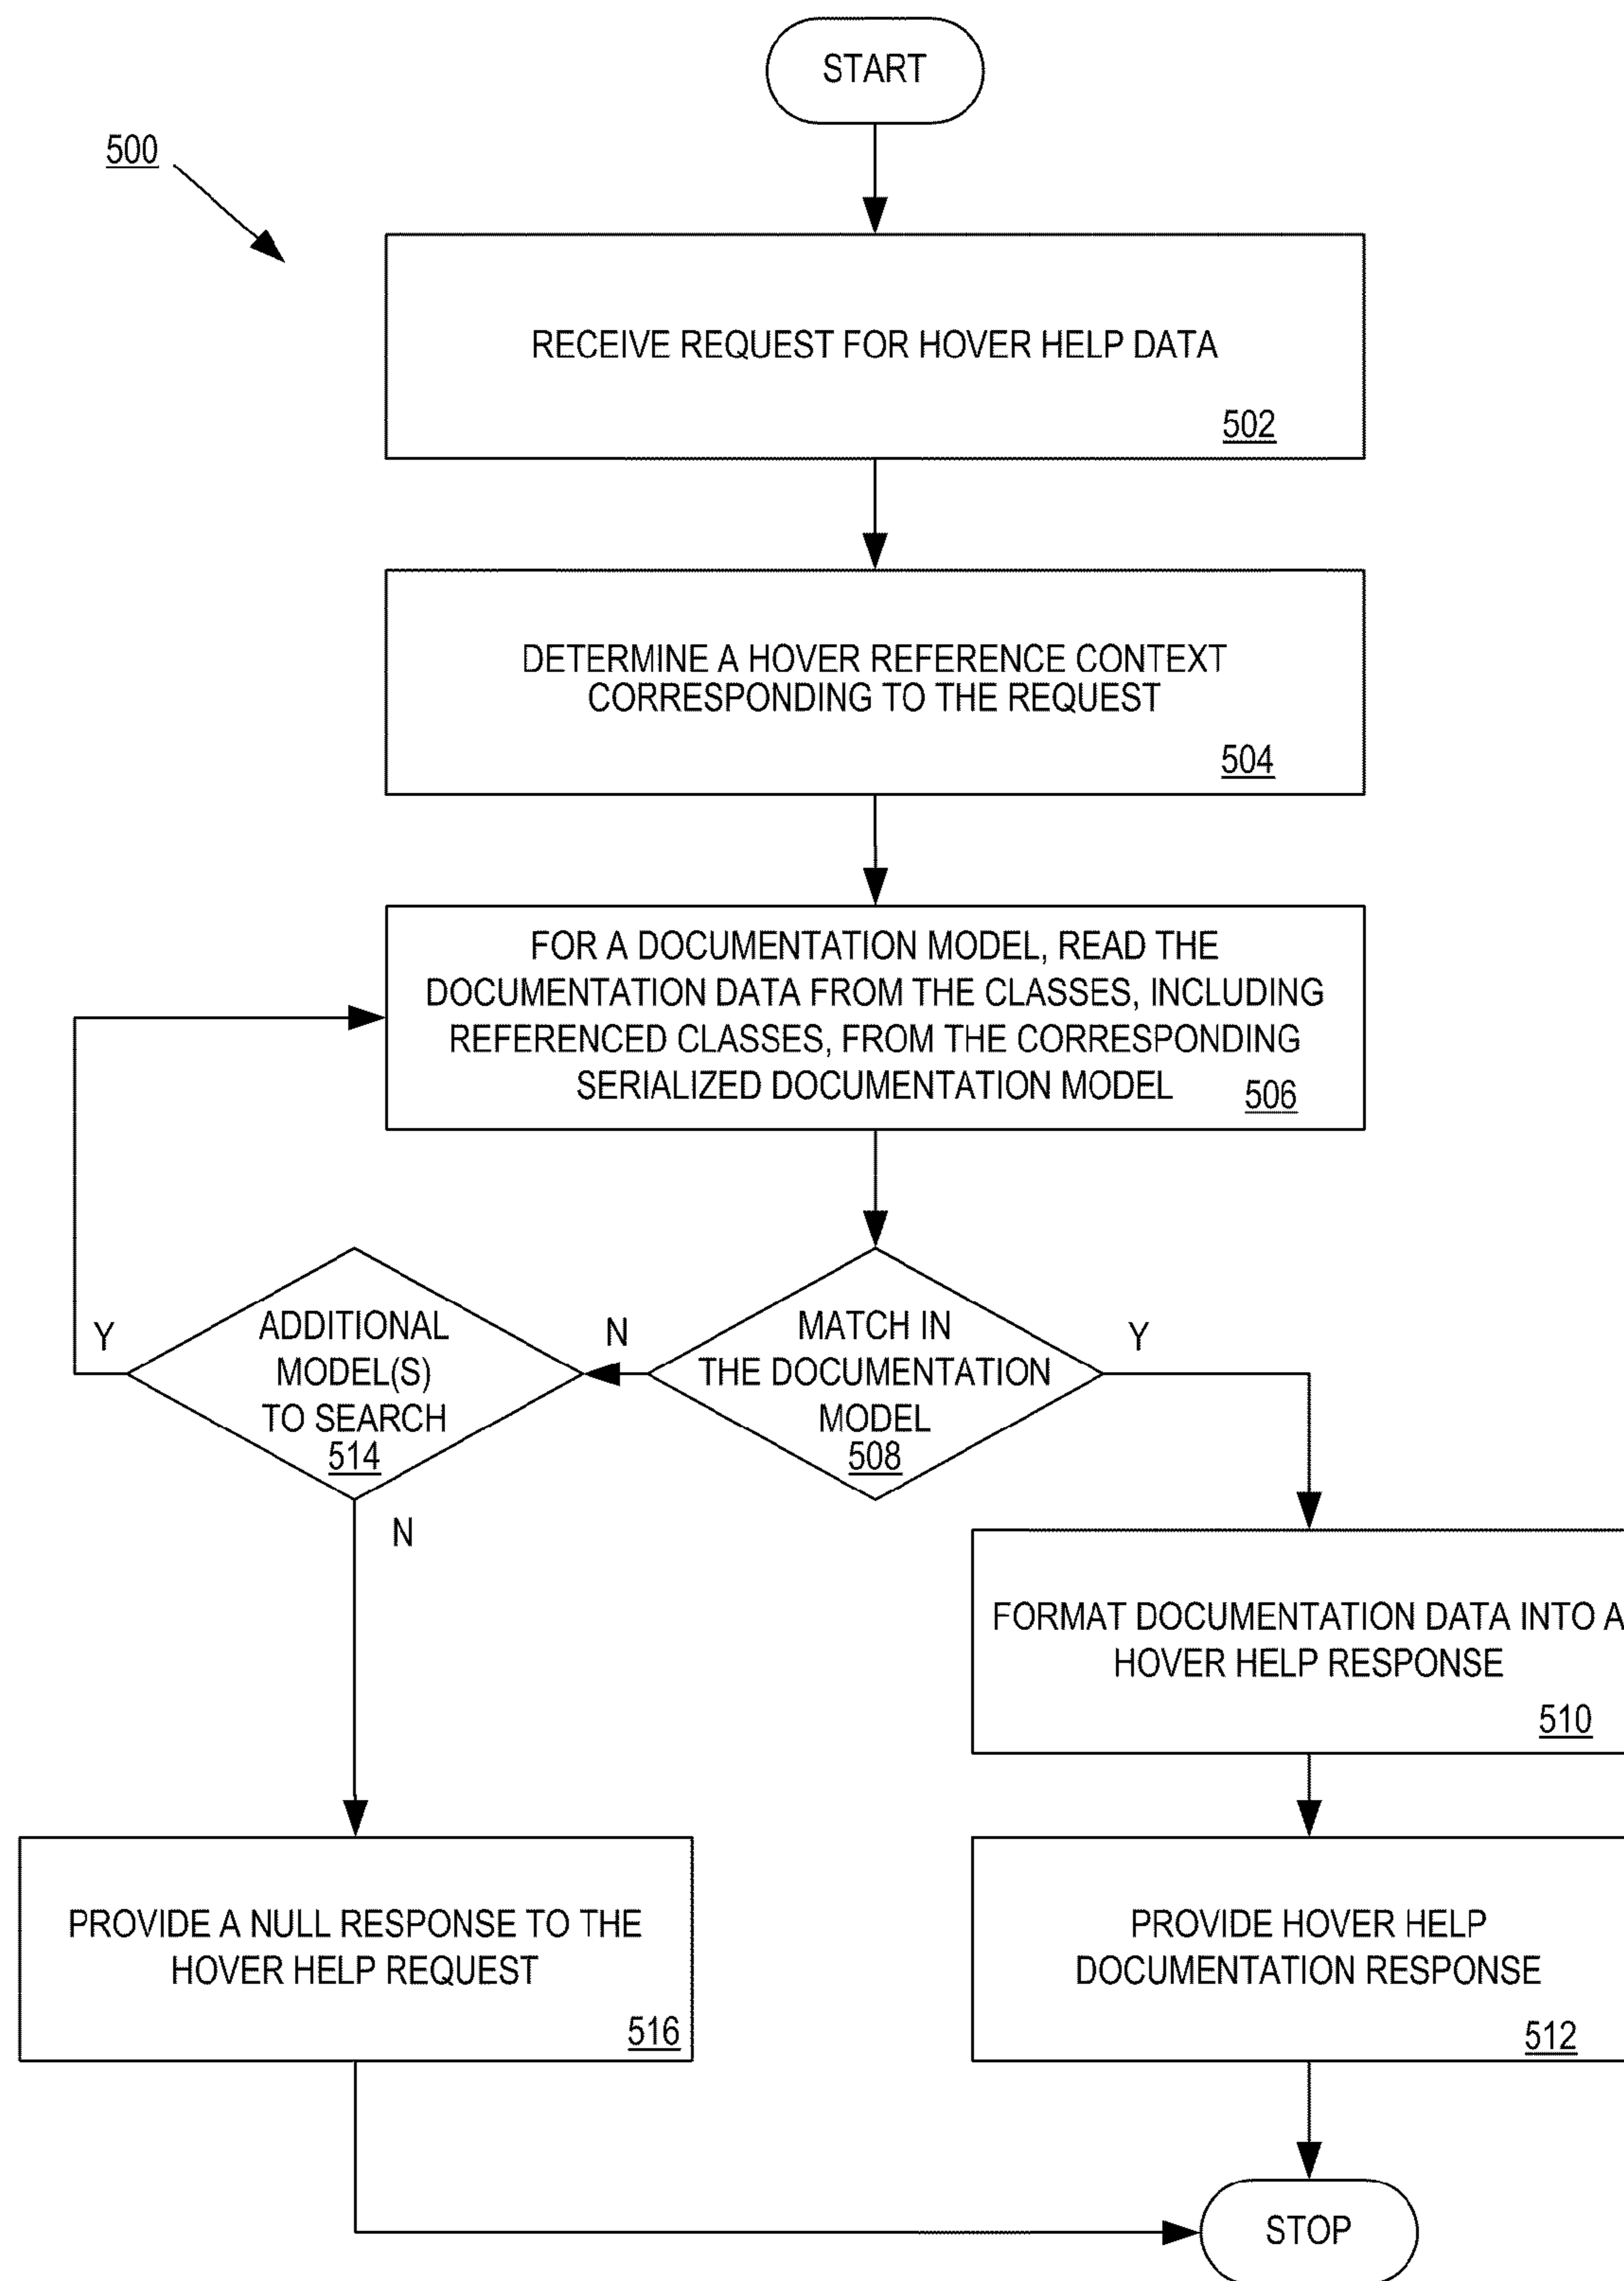 START
500
RECEIVE REQUEST FOR HOVER HELP DATA
502
DETERMINE A HOVER REFERENCE CONTEXT
CORRESPONDING TO THE REQUEST
504
FOR A DOCUMENTATION MODEL, READ THE
DOCUMENTATION DATA FROM THE CLASSES, INCLUDING
REFERENCED CLASSES, FROM THE CORRESPONDING
SERIALIZED DOCUMENTATION MODEL
506
Y
ADDITIONAL
MODEL(S)
TO SEARCH
514
N
MATCH IN
THE DOCUMENTATION
MODEL
508
Y
N
FORMAT DOCUMENTATION DATA INTO A
HOVER HELP RESPONSE
510
PROVIDE A NULL RESPONSE TO THE
HOVER HELP REQUEST
516
PROVIDE HOVER HELP
DOCUMENTATION RESPONSE
512
STOP